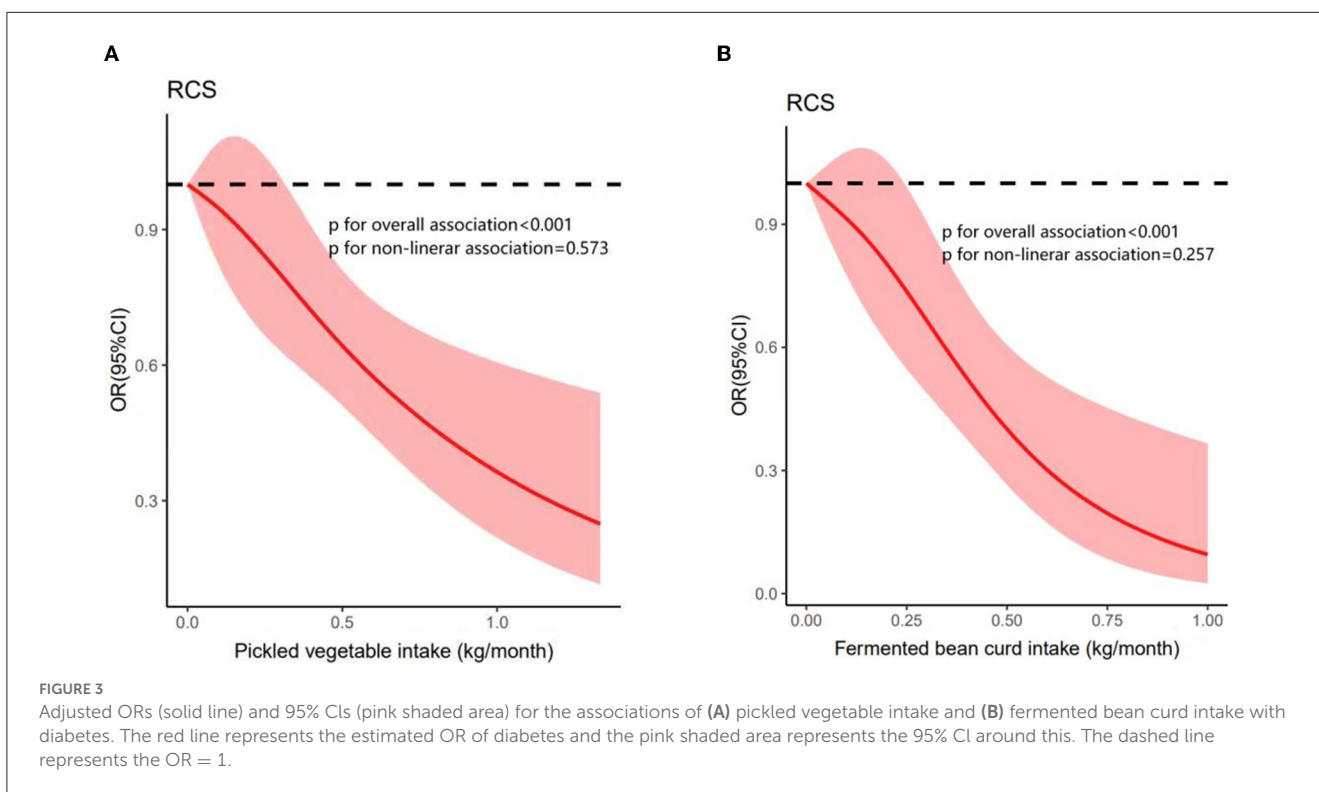 A
RCS
OR(95%CI)
0.9
0.6
0.3
p for overall association<0.001
p for non-linerar association=0.573
0.0
0.5
1.0
Pickled vegetable intake (kg/month)
B
RCS
OR(95%CI)
0.9
0.6
0.3
0.0
p for overall association<0.001
p for non-linerar association=0.257
0.00
0.25
0.50
0.75
1.00
Fermented bean curd intake (kg/month)
FIGURE 3
Adjusted ORs (solid line) and 95% CIs (pink shaded area) for the associations of (A) pickled vegetable intake and (B) fermented bean curd intake with
diabetes. The red line represents the estimated OR of diabetes and the pink shaded area represents the 95% CI around this. The dashed line
represents the OR = 1.